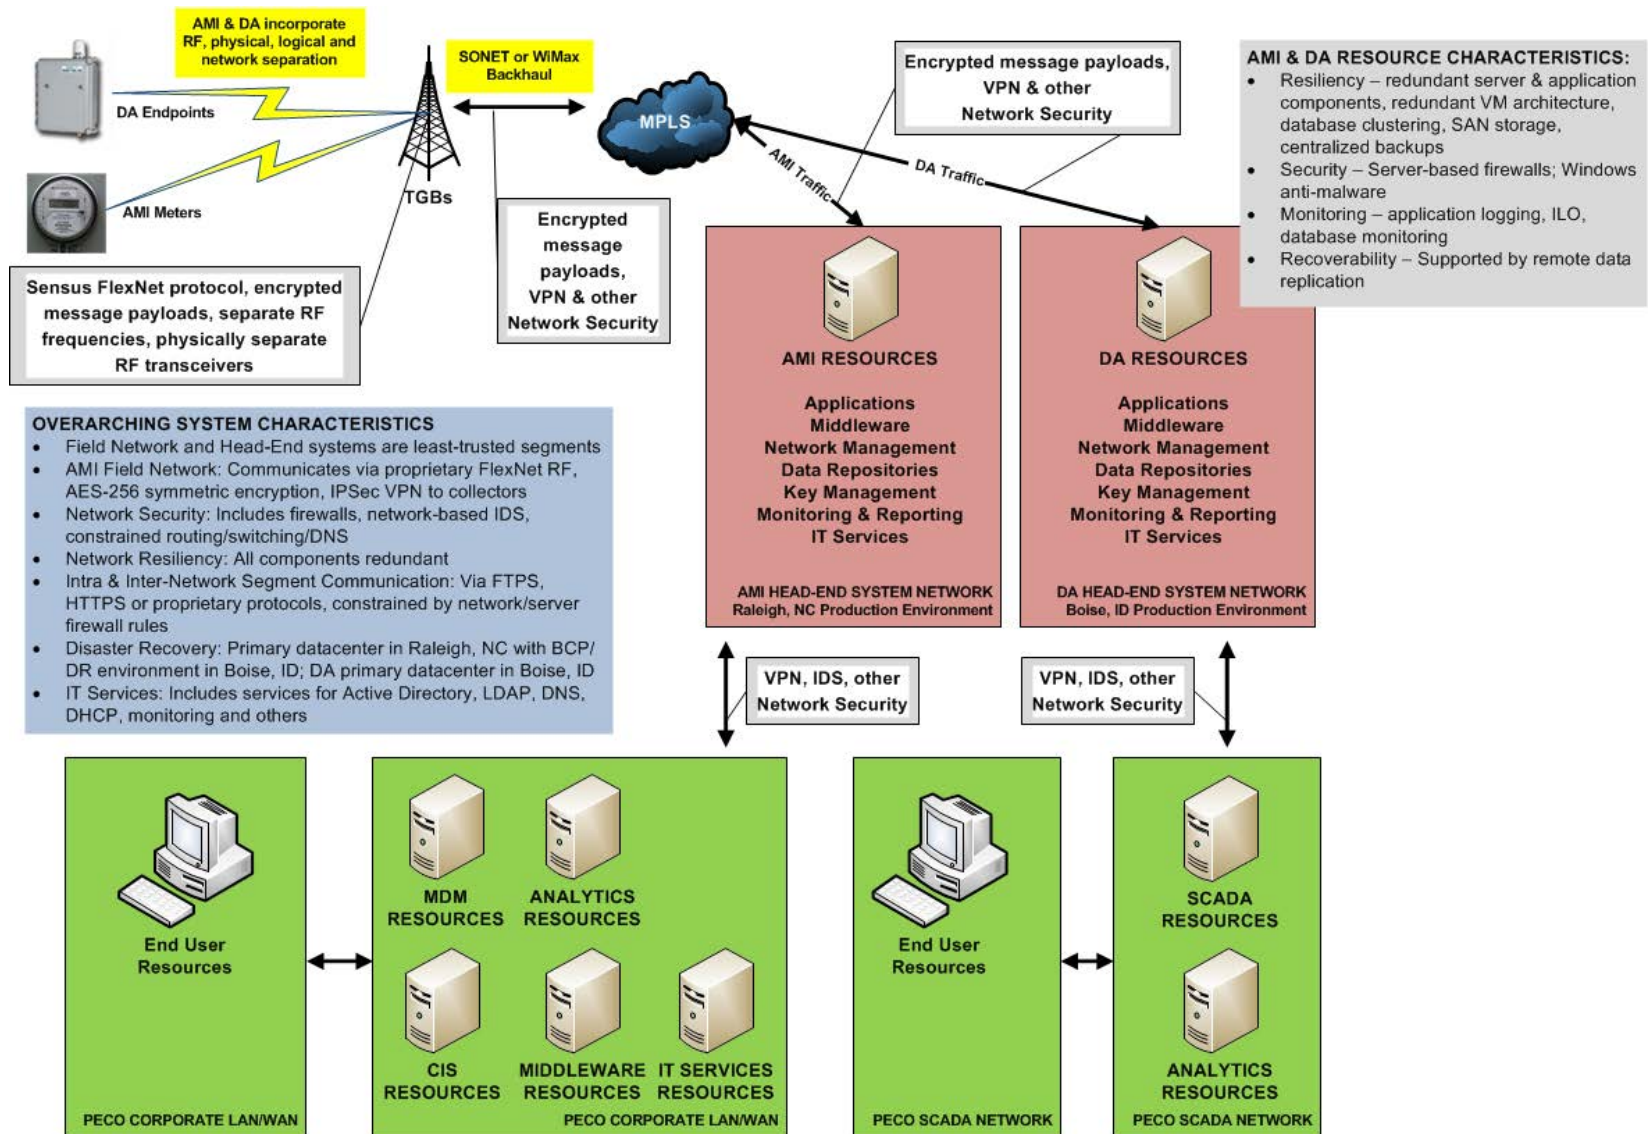 AMI & DA incorporate
RF, physical, logical and
network separation
SONET or WiMax
Backhaul
DA Endpoints
AMI Meters
TGBs
MPLS
AMI Traffic
DA Traffic
Encrypted message payloads,
VPN & other
Network Security
AMI & DA RESOURCE CHARACTERISTICS:
• Resiliency – redundant server & application
components, redundant VM architecture,
database clustering, SAN storage,
centralized backups
• Security – Server-based firewalls; Windows
anti-malware
• Monitoring – application logging, ILO,
database monitoring
• Recoverability – Supported by remote data
replication
Encrypted
message
payloads,
VPN & other
Network Security
Sensus FlexNet protocol, encrypted
message payloads, separate RF
frequencies, physically separate
RF transceivers
OVERARCHING SYSTEM CHARACTERISTICS
• Field Network and Head-End systems are least-trusted segments
• AMI Field Network: Communicates via proprietary FlexNet RF,
AES-256 symmetric encryption, IPSec VPN to collectors
• Network Security: Includes firewalls, network-based IDS,
constrained routing/switching/DNS
• Network Resiliency: All components redundant
• Intra & Inter-Network Segment Communication: Via FTPS,
HTTPS or proprietary protocols, constrained by network/server
firewall rules
• Disaster Recovery: Primary datacenter in Raleigh, NC with BCP/
DR environment in Boise, ID; DA primary datacenter in Boise, ID
• IT Services: Includes services for Active Directory, LDAP, DNS,
DHCP, monitoring and others
AMI RESOURCES
Applications
Middleware
Network Management
Data Repositories
Key Management
Monitoring & Reporting
IT Services
AMI HEAD-END SYSTEM NETWORK
Raleigh, NC Production Environment
DA RESOURCES
Applications
Middleware
Network Management
Data Repositories
Key Management
Monitoring & Reporting
IT Services
DA HEAD-END SYSTEM NETWORK
Boise, ID Production Environment
VPN, IDS, other
Network Security
VPN, IDS, other
Network Security
End User
Resources
PECO CORPORATE LAN/WAN
MDM
RESOURCES
ANALYTICS
RESOURCES
CIS
RESOURCES
MIDDLEWARE
RESOURCES
IT SERVICES
RESOURCES
PECO CORPORATE LAN/WAN
End User
Resources
PECO SCADA NETWORK
SCADA
RESOURCES
ANALYTICS
RESOURCES
PECO SCADA NETWORK